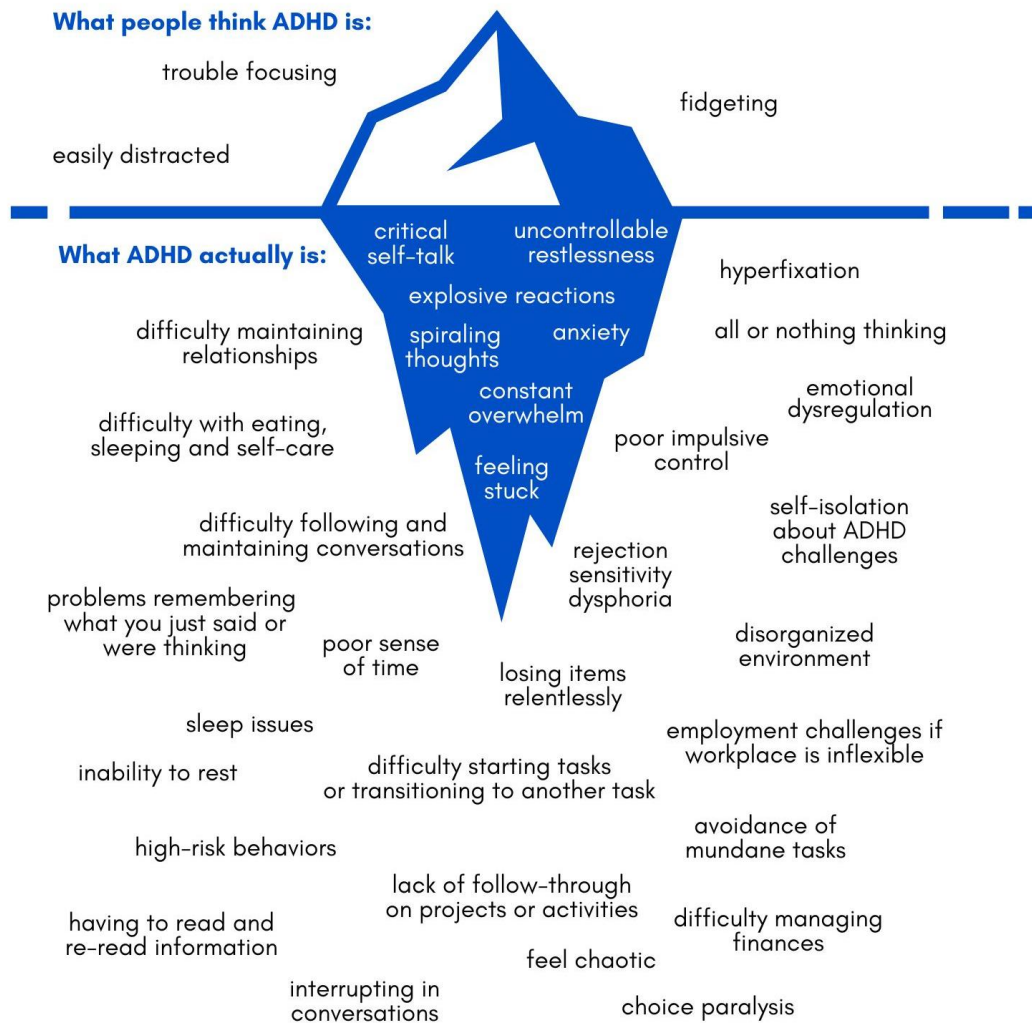 What people think ADHD is:
trouble focusing
fidgeting
easily distracted
What ADHD actually is:
critical
self-talk
uncontrollable
restlessness
hyperfixation
explosive reactions
difficulty maintaining
relationships
spiraling
thoughts
anxiety
all or nothing thinking
constant
overwhelm
emotional
dysregulation
difficulty with eating,
sleeping and self-care
poor impulsive
control
feeling
stuck
self-isolation
about ADHD
challenges
difficulty following and
maintaining conversations
rejection
sensitivity
dysphoria
problems remembering
what you just said or
were thinking
poor sense
of time
losing items
relentlessly
disorganized
environment
sleep issues
employment challenges if
workplace is inflexible
inability to rest
difficulty starting tasks
or transitioning to another task
high-risk behaviors
avoidance of
mundane tasks
lack of follow-through
on projects or activities
having to read and
re-read information
difficulty managing
finances
feel chaotic
interrupting in
conversations
choice paralysis